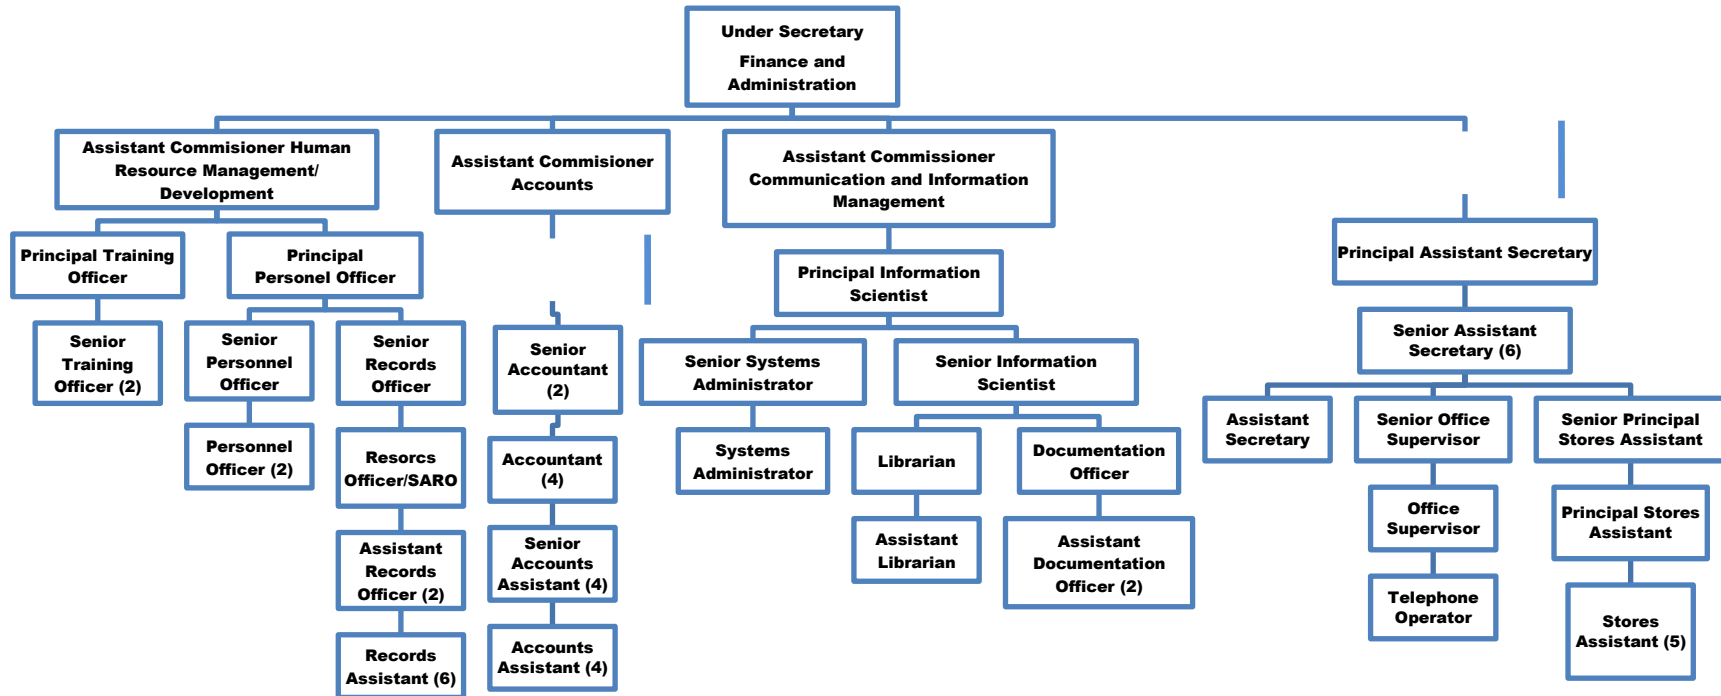 Under Secretary
Finance and
Administration
Assistant Commisioner Human
Resource Management/
Development
Assistant Commisioner
Accounts
Assistant Commissioner
Communication and Information
Management
Principal Training
Officer
Principal
Personel Officer
Principal Information
Scientist
Principal Assistant Secretary
Senior
Training
Officer (2)
Senior
Personnel
Officer
Senior
Records
Officer
Senior
Accountant
(2)
Senior Systems
Administrator
Senior Information
Scientist
Senior Assistant
Secretary (6)
Personnel
Officer (2)
Resorcs
Officer/SARO
Accountant
(4)
Systems
Administrator
Librarian
Documentation
Officer
Assistant
Secretary
Senior Office
Supervisor
Senior Principal
Stores Assistant
Assistant
Records
Officer (2)
Senior
Accounts
Assistant (4)
Assistant
Librarian
Assistant
Documentation
Officer (2)
Office
Supervisor
Principal Stores
Assistant
Records
Assistant (6)
Accounts
Assistant (4)
Telephone
Operator
Stores
Assistant (5)